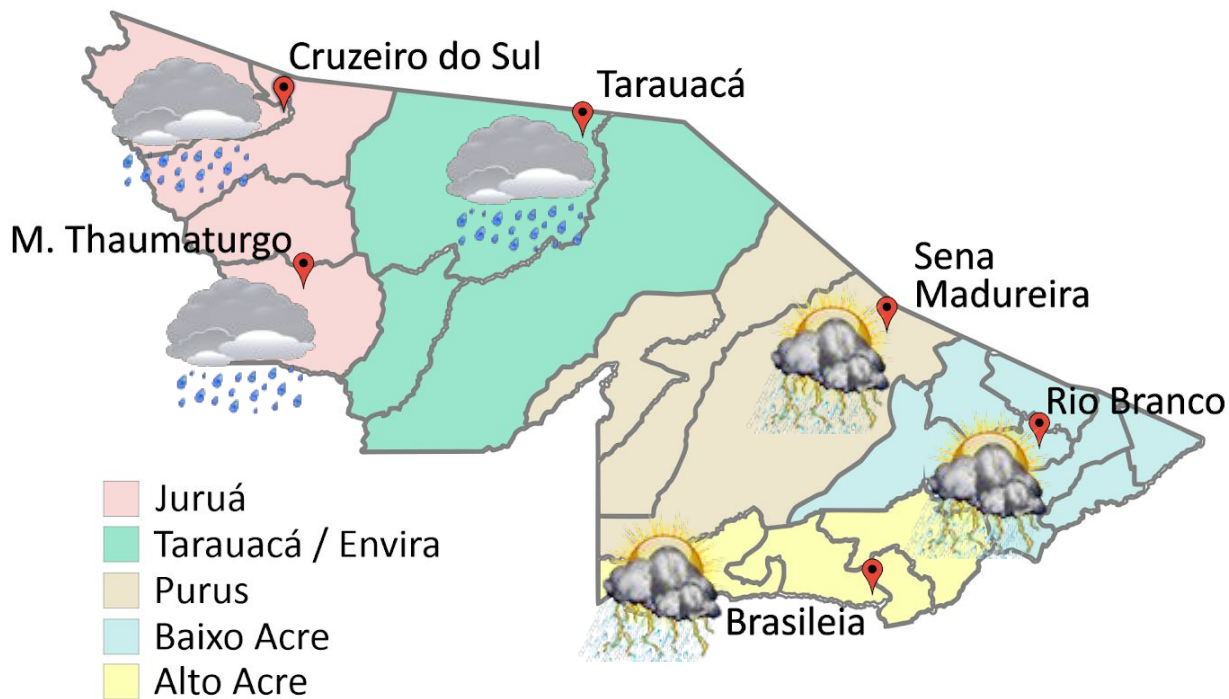 Cruzeiro do Sul
Tarauacá
M. Thaumaturgo
Sena
Madureira
Rio Branco
Brasileia
Juruá
Tarauacá / Envira
Purus
Baixo Acre
Alto Acre